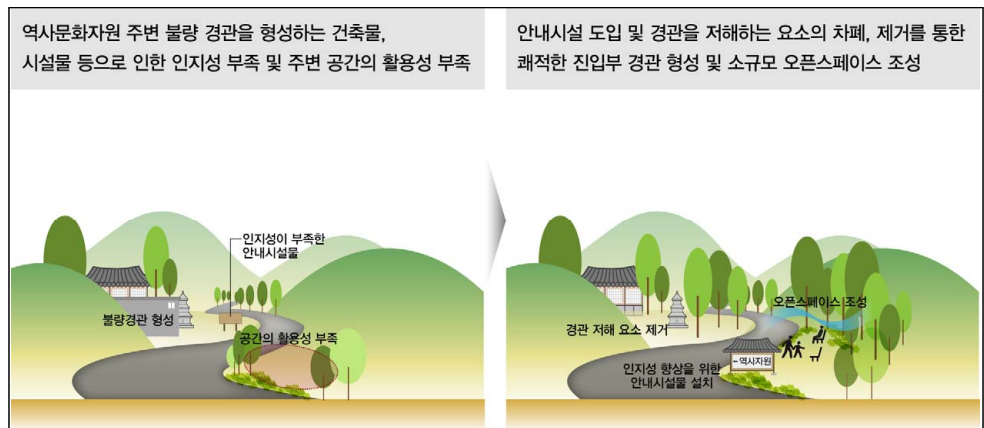 역사문화자원 주변 불량 경관을 형성하는 건축물,
시설물 등으로 인한 인지성 부족 및 주변 공간의 활용성 부족
인지성이 부족한
안내시설물
불량경관 형성
공간의 활용성 부족
안내시설 도입 및 경관을 저해하는 요소의 차폐, 제거를 통한
쾌적한 진입부 경관 형성 및 소규모 오픈스페이스 조성
오픈스페이스 조성
경관 저해 요소 제거
←역사자원
인지성 향상을 위한
안내시설물 설치